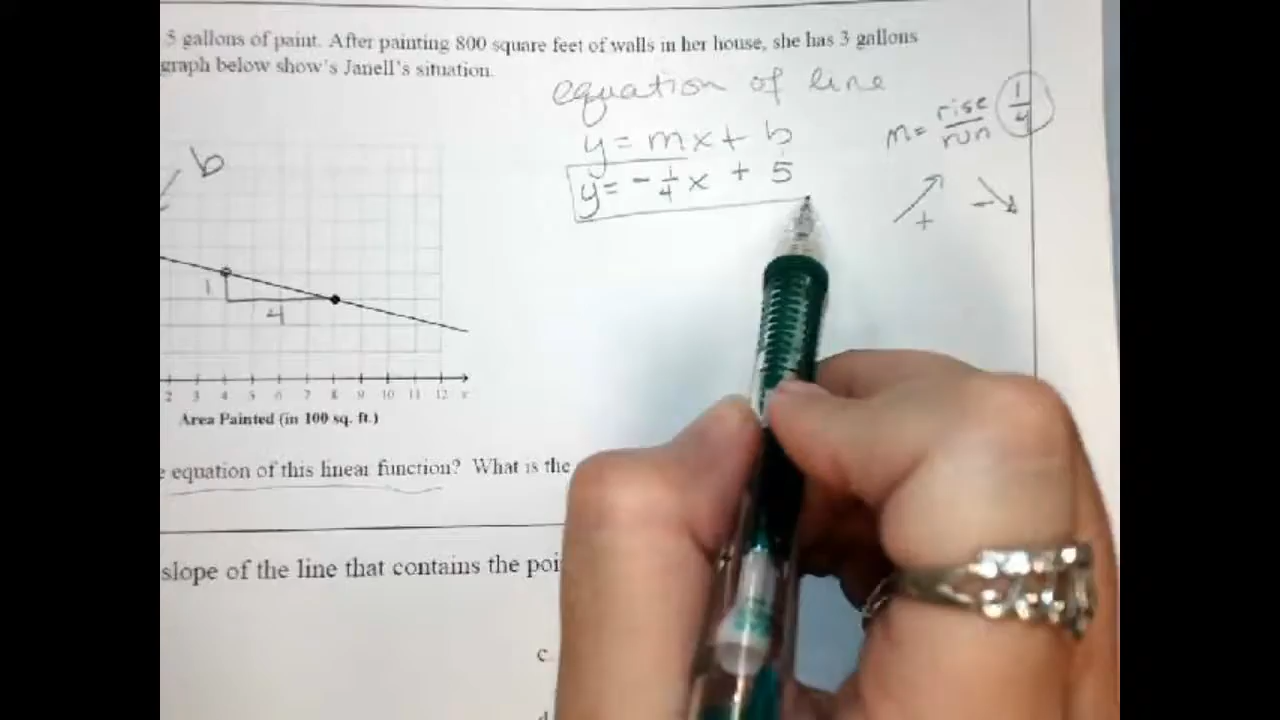 5 gallons of paint. After painting 800 square feet of walls in her house, she has 3 gallons
graph below show's Janell's situation.
equation of line
y = mx + b
m = rise/run 1/4
y = - 1/4 x + 5
+ -
b
1
4
2 3 4 5 6 7 8 9 10 11 12 x
Area Painted (in 100 sq. ft.)
equation of this linear function? What is the
slope of the line that contains the poi
c.
d